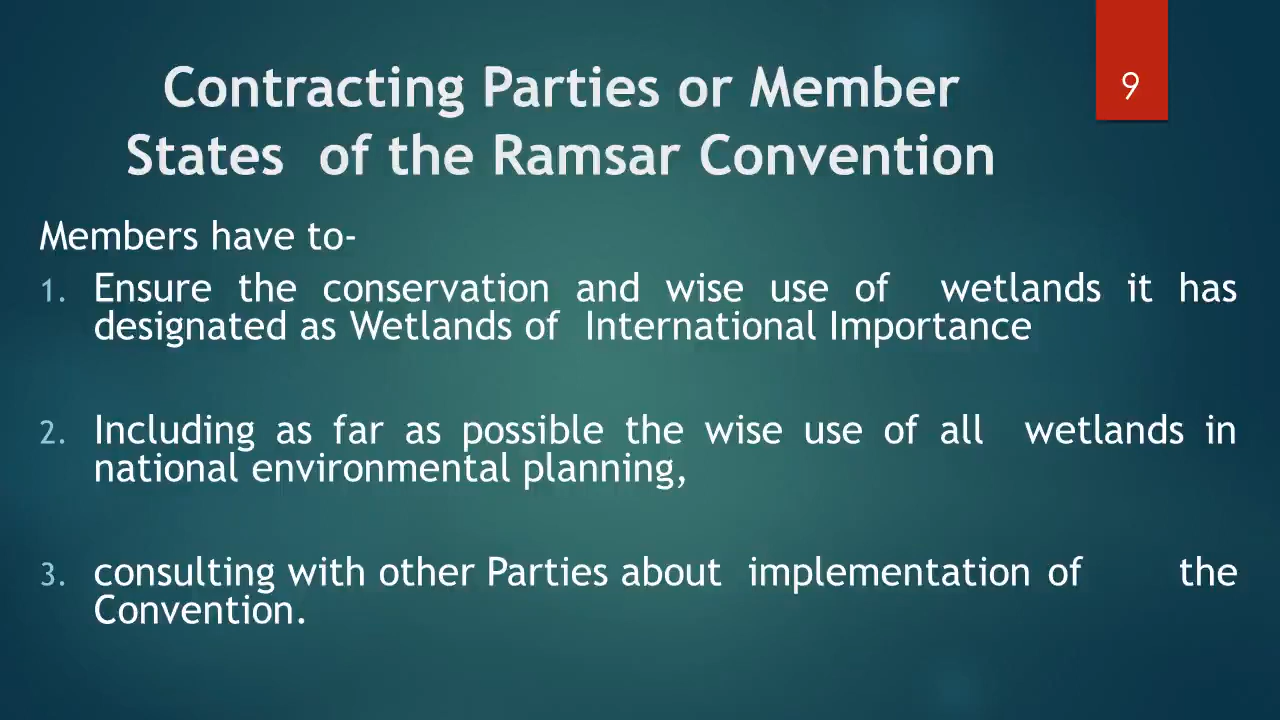 9
Contracting Parties or Member
States of the Ramsar Convention
Members have to-
1. Ensure the conservation and wise use of wetlands it has
designated as Wetlands of International Importance
2. Including as far as possible the wise use of all wetlands in
national environmental planning,
3. consulting with other Parties about implementation of the
Convention.